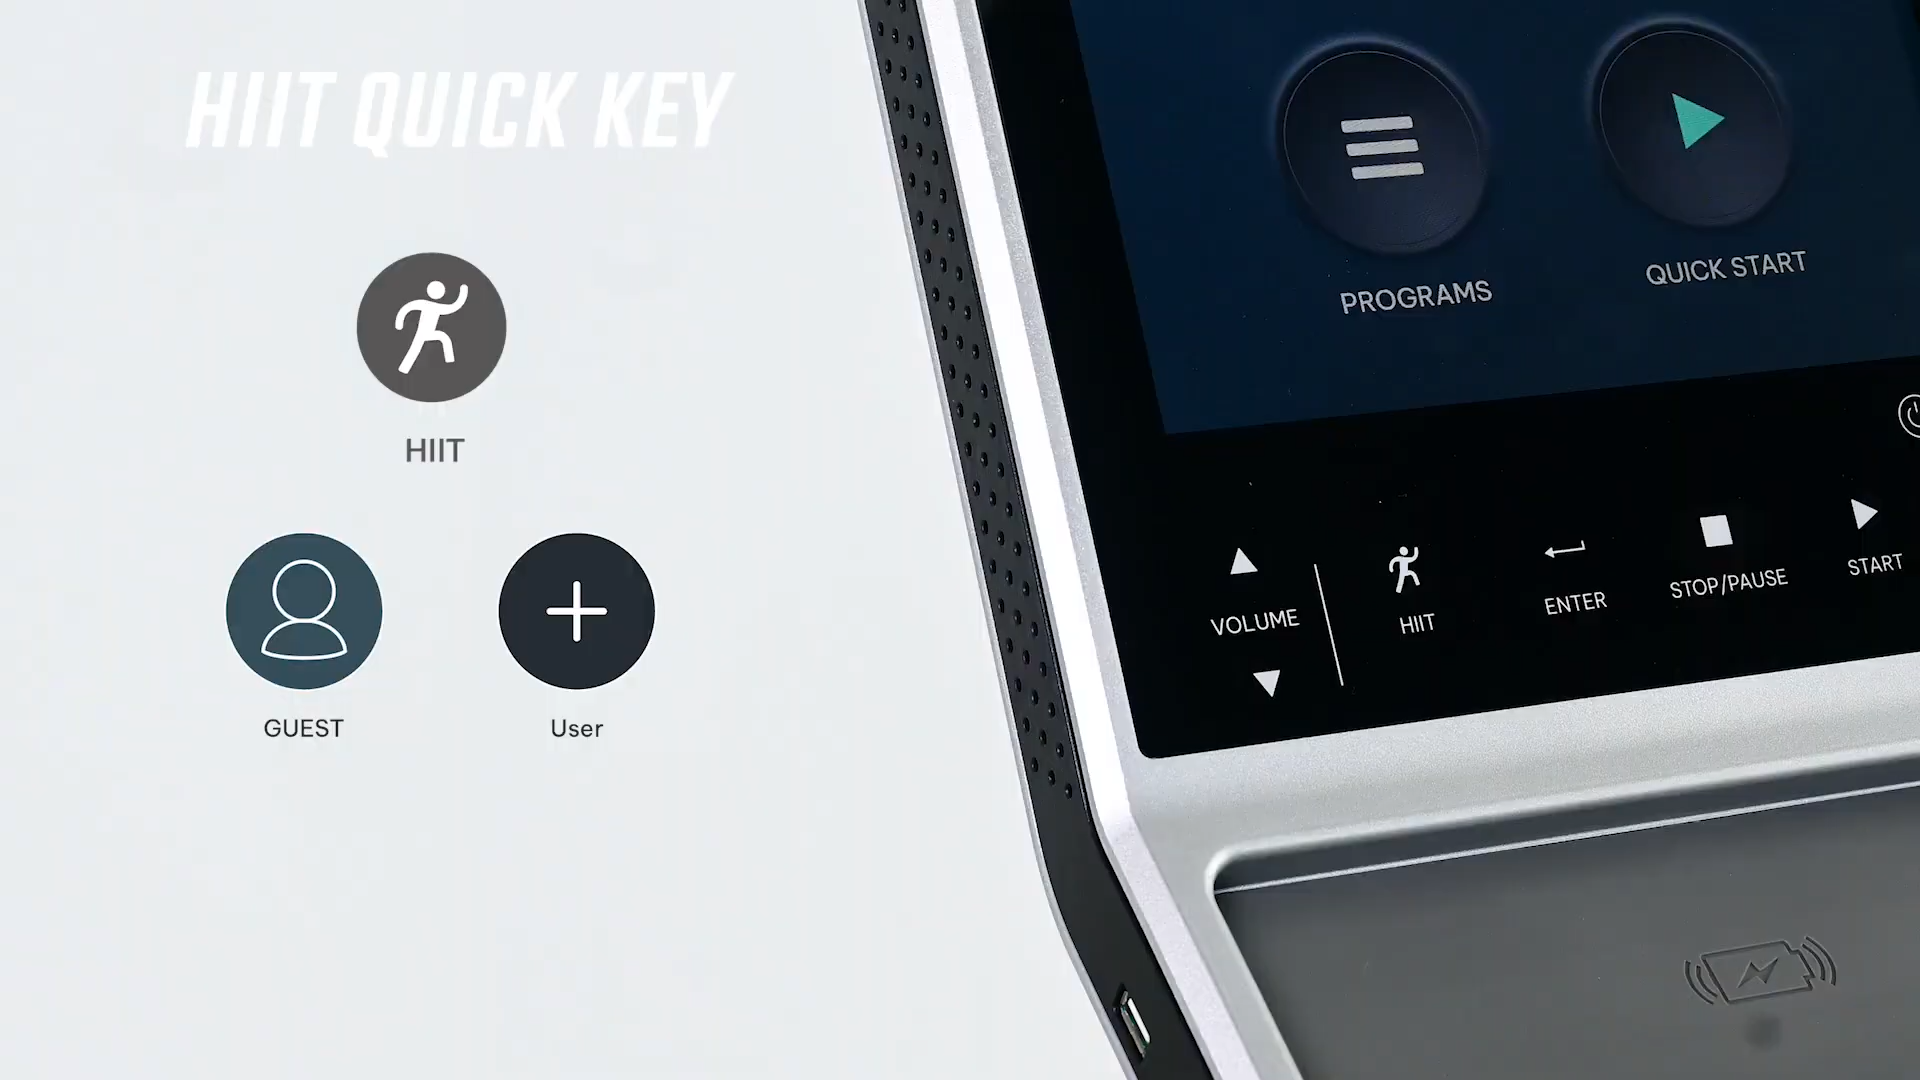 HIIT QUICK KEY
HIIT
GUEST
User
PROGRAMS
QUICK START
VOLUME
HIIT
ENTER
STOP/PAUSE
START